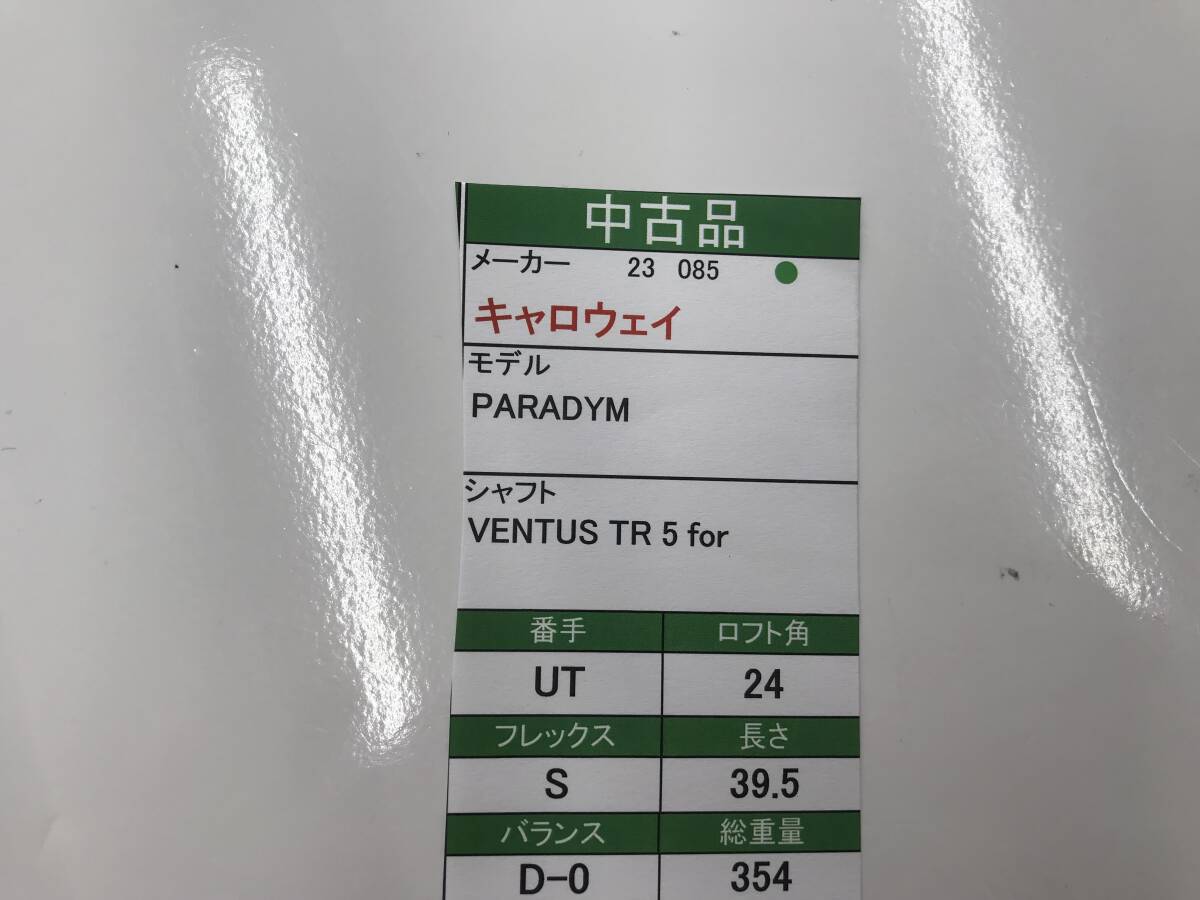 中古品
メーカー 23 085
キャロウェイ
モデル
PARADYM
シャフト
VENTUS TR 5 for
番手 ロフト角
UT 24
フレックス 長さ
S 39.5
バランス 総重量
D-0 354